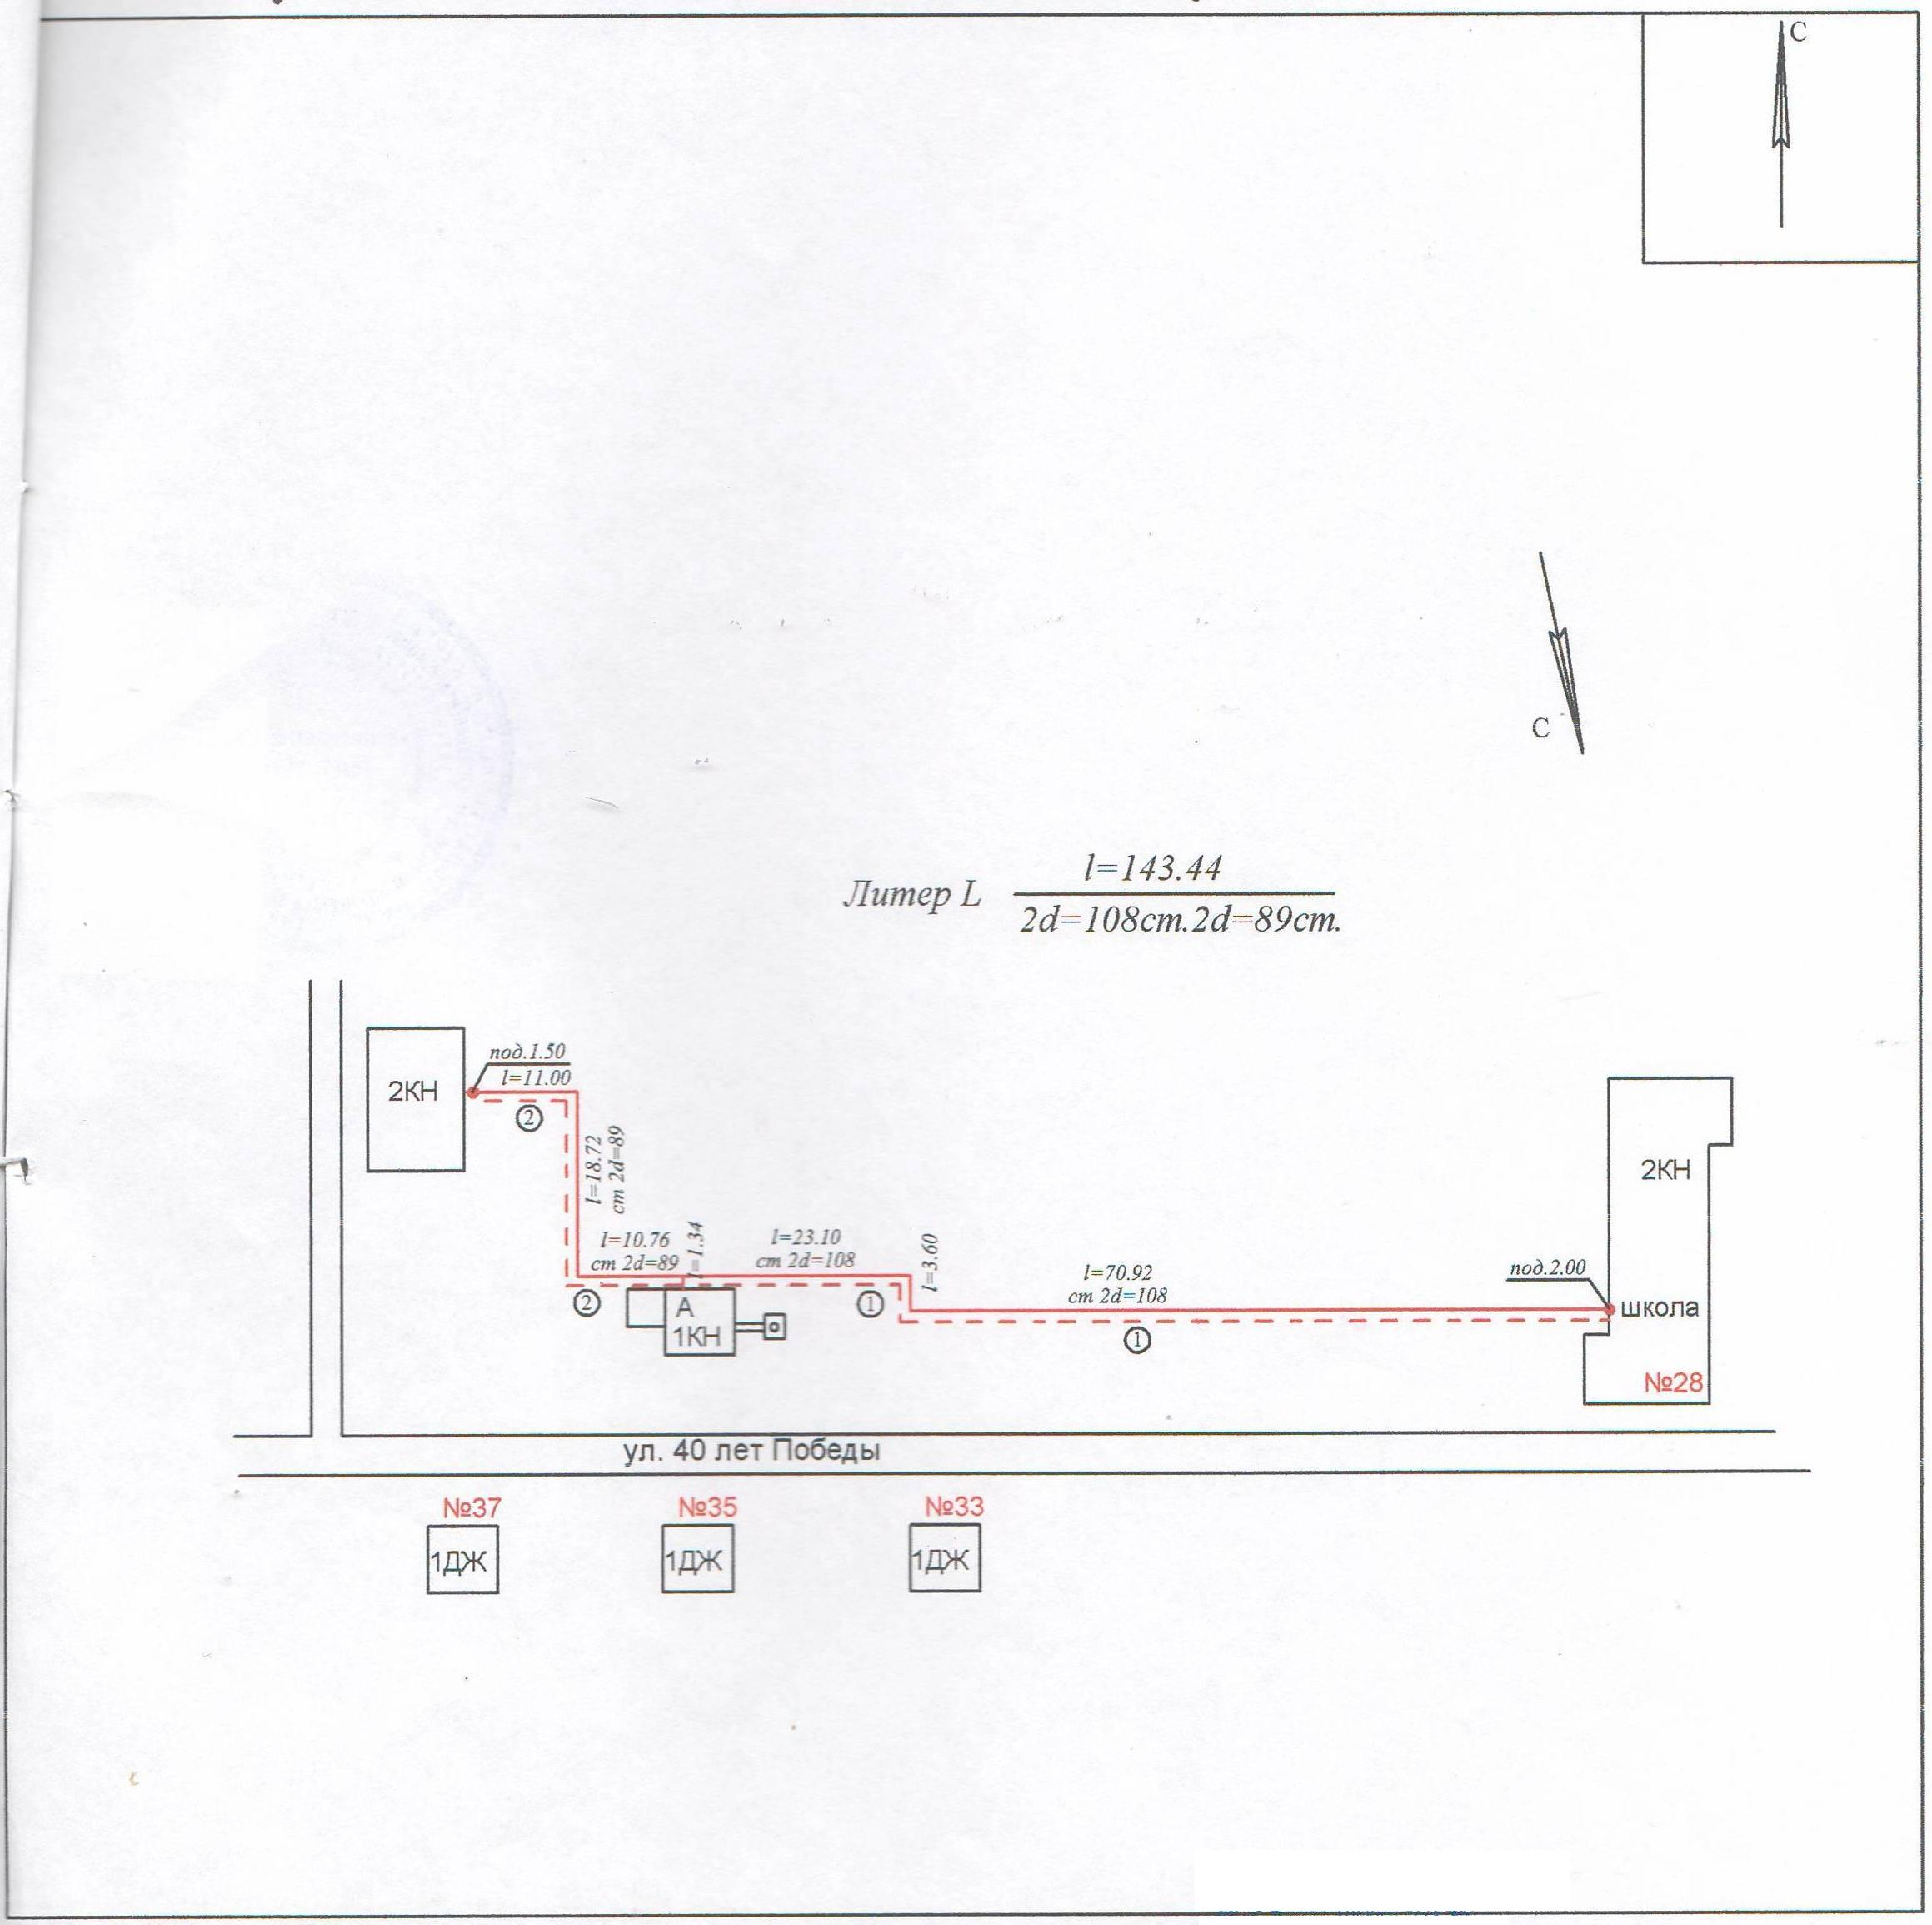 С
С
l=143.44
Литер L
2d=108ст.2d=89ст.
под.1.50
l=11.00
2КН
2
l=18.72
ст 2d=89
l=10.76
ст 2d=89
l=1.34
l=23.10
ст 2d=108
l=3.60
l=70.92
ст 2d=108
под.2.00
2КН
школа
№28
2
А
1КН
1
1
ул. 40 лет Победы
№37
№35
№33
1ДЖ
1ДЖ
1ДЖ